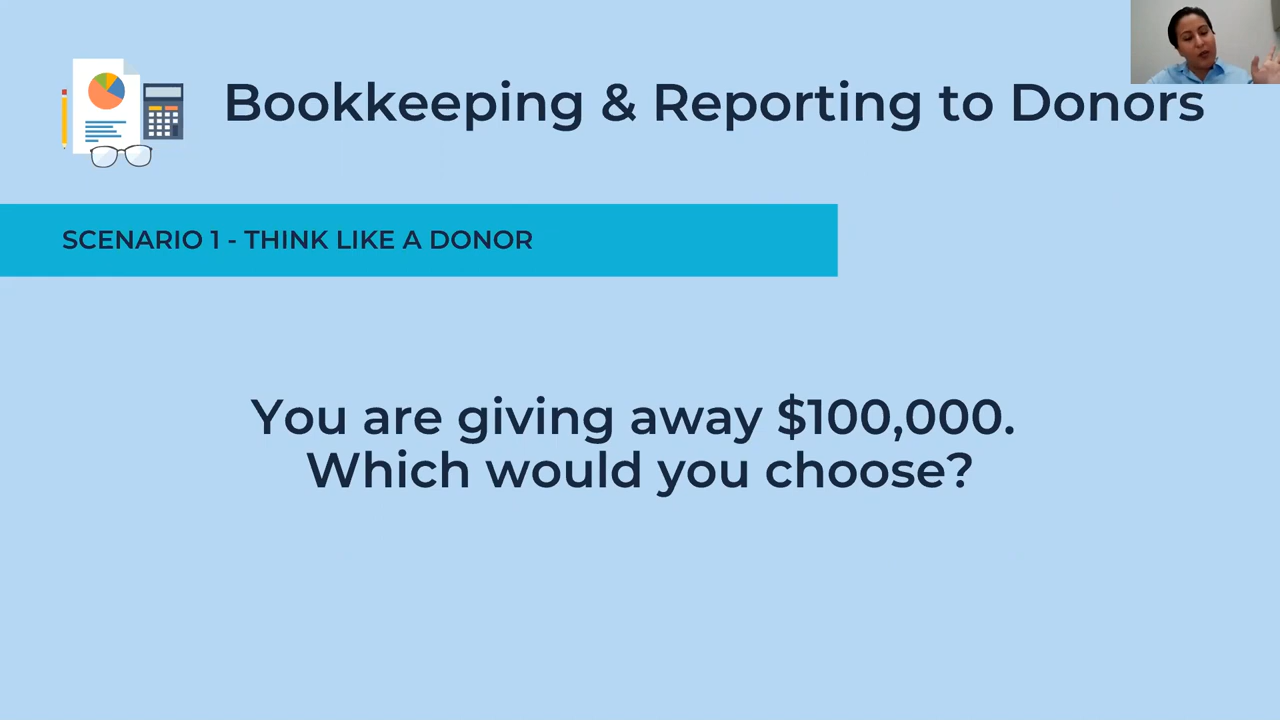 Bookkeeping & Reporting to Donors
SCENARIO 1 - THINK LIKE A DONOR
You are giving away $100,000.
Which would you choose?